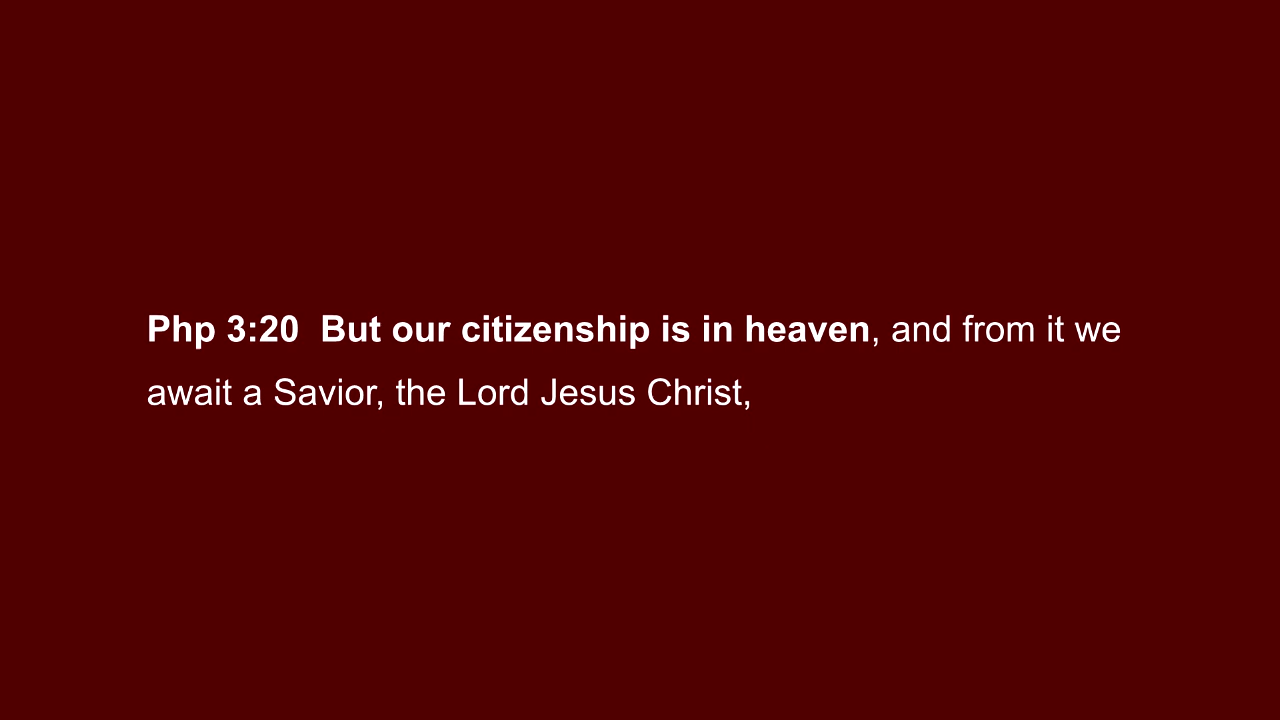 Php 3:20  But our citizenship is in heaven, and from it we
await a Savior, the Lord Jesus Christ,